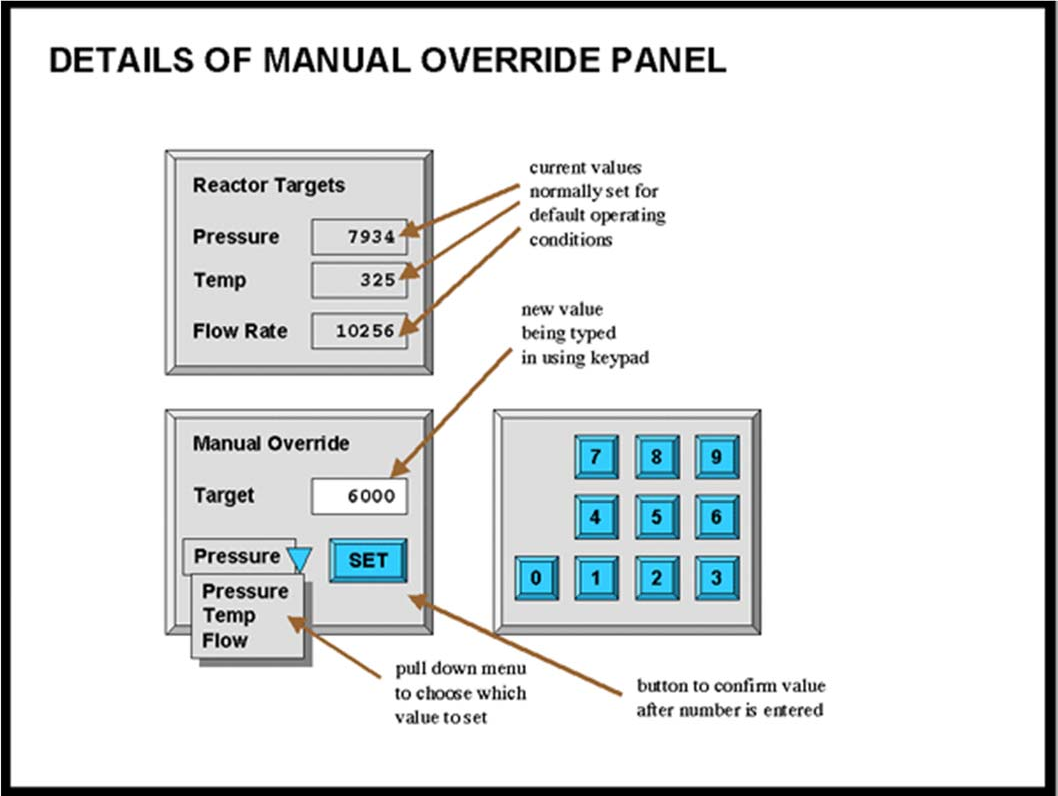 DETAILS OF MANUAL OVERRIDE PANEL
Reactor Targets
Pressure 7934
Temp 325
Flow Rate 10256
current values
normally set for
default operating
conditions
new value
being typed
in using keypad
Manual Override
Target 6000
Pressure SET
Pressure
Temp
Flow
7 8 9
4 5 6
0 1 2 3
pull down menu
to choose which
value to set
button to confirm value
after number is entered